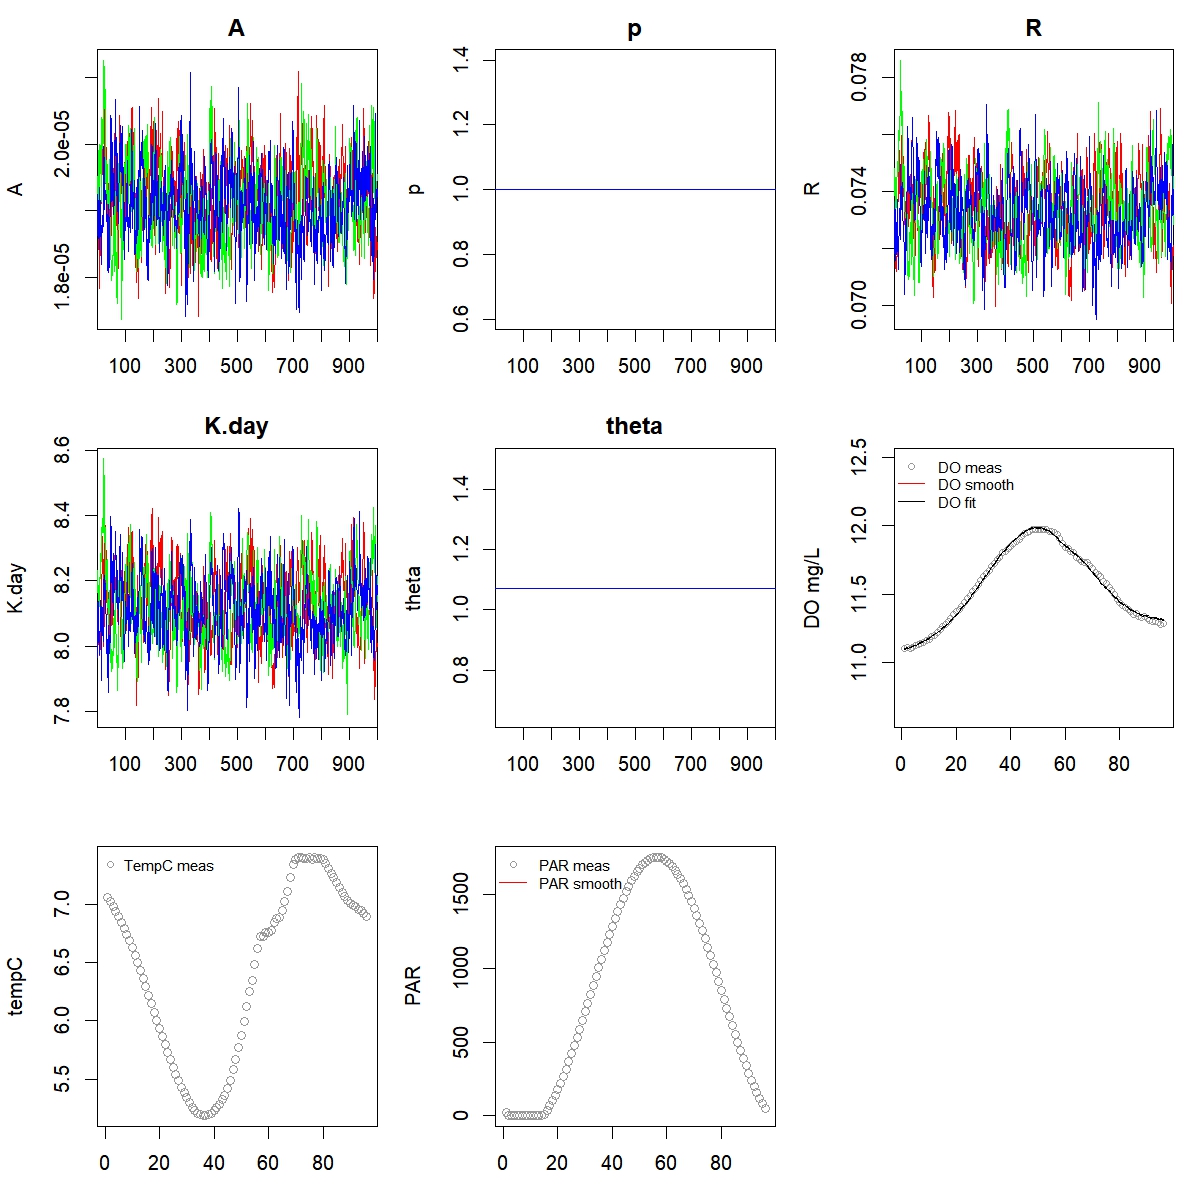 A
A
1.8e-05 2.0e-05
100 300 500 700 900
p
p
0.6 0.8 1.0 1.2 1.4
100 300 500 700 900
R
R
0.070 0.074 0.078
100 300 500 700 900
K.day
K.day
7.8 8.0 8.2 8.4 8.6
100 300 500 700 900
theta
theta
0.8 1.0 1.2 1.4
100 300 500 700 900
DO mg/L
11.0 11.5 12.0 12.5
DO meas
DO smooth
DO fit
0 20 40 60 80
tempC
5.5 6.0 6.5 7.0
TempC meas
0 20 40 60 80
PAR
0 500 1000 1500
PAR meas
PAR smooth
0 20 40 60 80